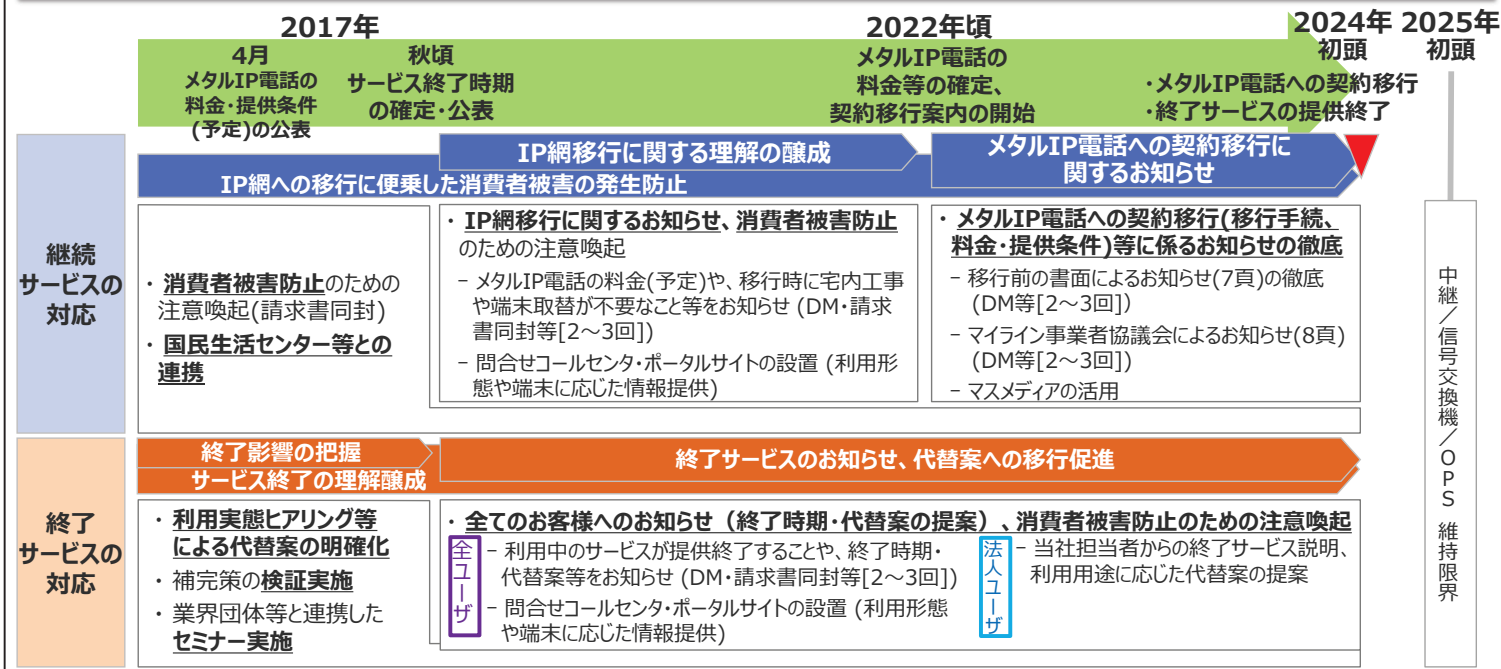 2017年
2022年頃
2024年
初頭
2025年
初頭
4月
メタルIP電話の
料金・提供条件
(予定)の公表
秋頃
サービス終了時期
の確定・公表
メタルIP電話の
料金等の確定、
契約移行案内の開始
・メタルIP電話への契約移行
・終了サービスの提供終了
継続
サービスの
対応
IP網移行に関する理解の醸成
IP網への移行に便乗した消費者被害の発生防止
メタルIP電話への契約移行に
関するお知らせ
・ 消費者被害防止のための
注意喚起(請求書同封)
・ 国民生活センター等との
連携
・ IP網移行に関するお知らせ、消費者被害防止
のための注意喚起
− メタルIP電話の料金(予定)や、移行時に宅内工事
や端末取替が不要なこと等をお知らせ (DM・請求
書同封等[2～3回])
− 問合せコールセンタ・ポータルサイトの設置 (利用形
態や端末に応じた情報提供)
・ メタルIP電話への契約移行(移行手続、
料金・提供条件)等に係るお知らせの徹底
− 移行前の書面によるお知らせ(7頁)の徹底
(DM等[2～3回])
− マイライン事業者協議会によるお知らせ(8頁)
(DM等[2～3回])
− マスメディアの活用
終了
サービスの
対応
終了影響の把握
サービス終了の理解醸成
終了サービスのお知らせ、代替案への移行促進
・ 利用実態ヒアリング等
による代替案の明確化
・ 補完策の検証実施
・ 業界団体等と連携した
セミナー実施
・ 全てのお客様へのお知らせ（終了時期・代替案の提案）、消費者被害防止のための注意喚起
全ユーザ
− 利用中のサービスが提供終了することや、終了時期・
代替案等をお知らせ (DM・請求書同封等[2～3回])
− 問合せコールセンタ・ポータルサイトの設置 (利用形態
や端末に応じた情報提供)
法人ユーザ
− 当社担当者からの終了サービス説明、
利用用途に応じた代替案の提案
中継／信号交換機／OPS 維持限界